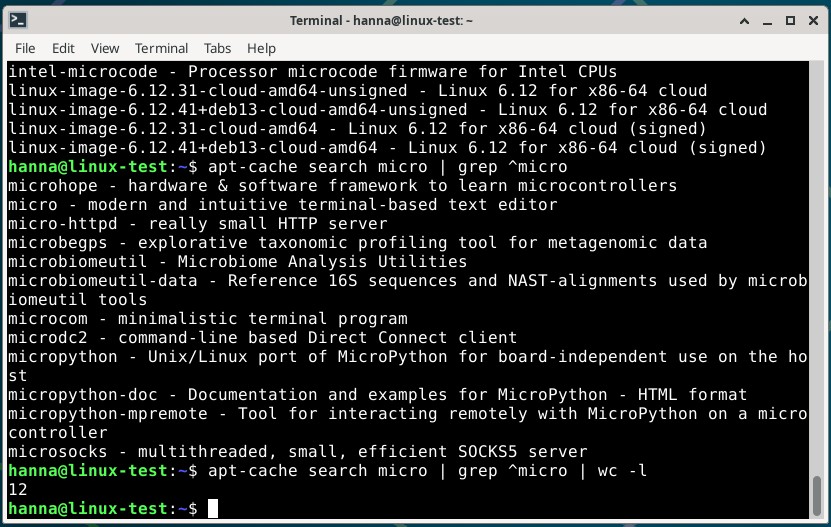 Terminal - hanna@linux-test: ~
File Edit View Terminal Tabs Help
intel-microcode - Processor microcode firmware for Intel CPUs
linux-image-6.12.31-cloud-amd64-unsigned - Linux 6.12 for x86-64 cloud
linux-image-6.12.41+deb13-cloud-amd64-unsigned - Linux 6.12 for x86-64 cloud
linux-image-6.12.31-cloud-amd64 - Linux 6.12 for x86-64 cloud (signed)
linux-image-6.12.41+deb13-cloud-amd64 - Linux 6.12 for x86-64 cloud (signed)
hanna@linux-test:~$ apt-cache search micro | grep ^micro
microhope - hardware & software framework to learn microcontrollers
micro - modern and intuitive terminal-based text editor
micro-httpd - really small HTTP server
microbegps - explorative taxonomic profiling tool for metagenomic data
microbiomeutil - Microbiome Analysis Utilities
microbiomeutil-data - Reference 16S sequences and NAST-alignments used by microb
iomeutil tools
microcom - minimalistic terminal program
microdc2 - command-line based Direct Connect client
micropython - Unix/Linux port of MicroPython for board-independent use on the ho
st
micropython-doc - Documentation and examples for MicroPython - HTML format
micropython-mpremote - Tool for interacting remotely with MicroPython on a micro
controller
microsocks - multithreaded, small, efficient SOCKS5 server
hanna@linux-test:~$ apt-cache search micro | grep ^micro | wc -l
12
hanna@linux-test:~$